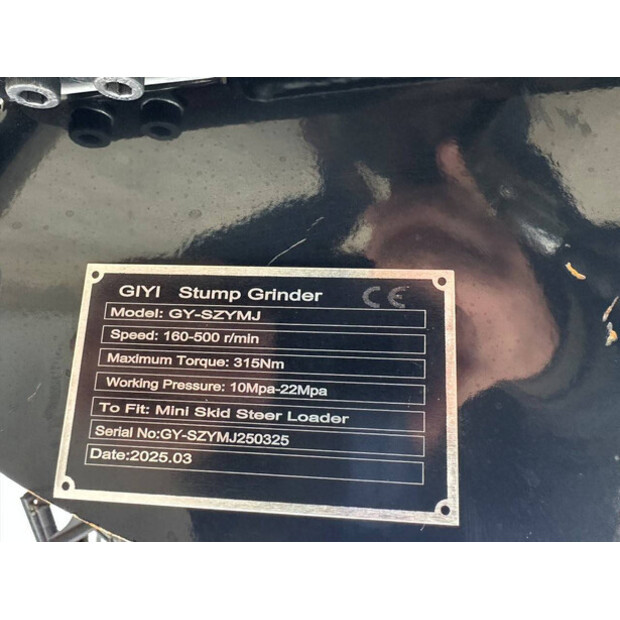 GIYI Stump Grinder CE
Model: GY-SZYMJ
Speed: 160-500 r/min
Maximum Torque: 315Nm
Working Pressure: 10Mpa-22Mpa
To Fit: Mini Skid Steer Loader
Serial No:GY-SZYMJ250325
Date:2025.03